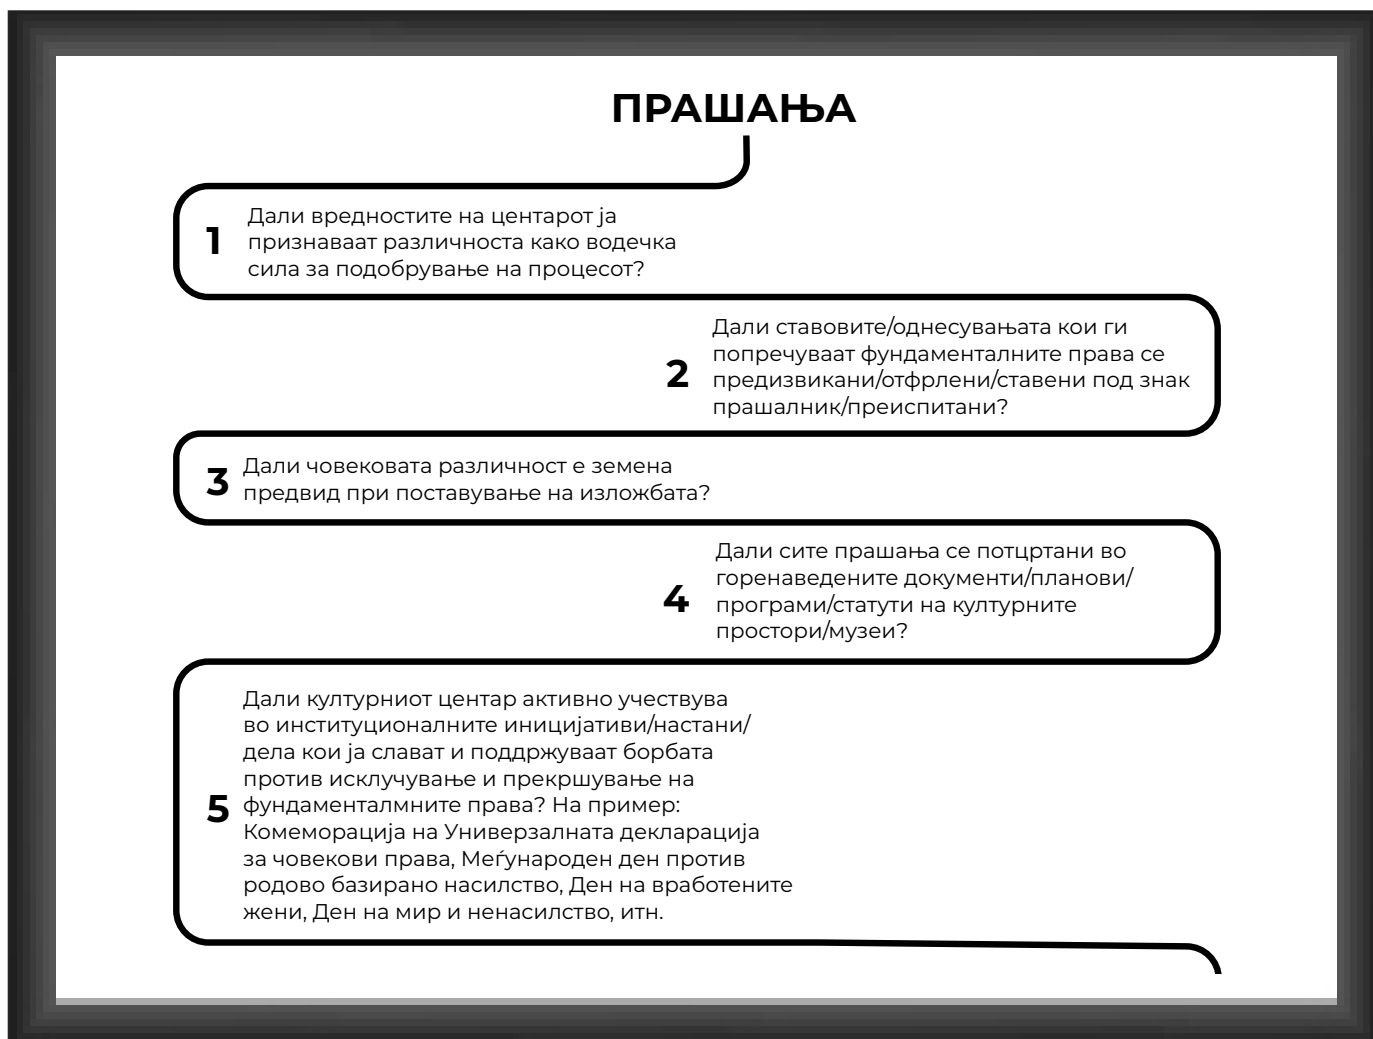 ПРАШАЊА
1
Дали вредностите на центарот ја
признаваат различноста како водечка
сила за подобрување на процесот?
2
Дали ставовите/однесувањата кои ги
попречуваат фундаменталните права се
предизвикани/отфрлени/ставени под знак
прашалник/преиспитани?
3
Дали човековата различност е земена
предвид при поставување на изложбата?
4
Дали сите прашања се потцртани во
горенаведените документи/планови/
програми/статути на културните
простори/музеи?
5
Дали културниот центар активно учествува
во институционалните иницијативи/настани/
дела кои ја слават и поддржуваат борбата
против исклучување и прекршување на
фундаменталмните права? На пример:
Комеморација на Универзалната декларација
за човекови права, Меѓународен ден против
родово базирано насилство, Ден на вработените
жени, Ден на мир и ненасилство, итн.